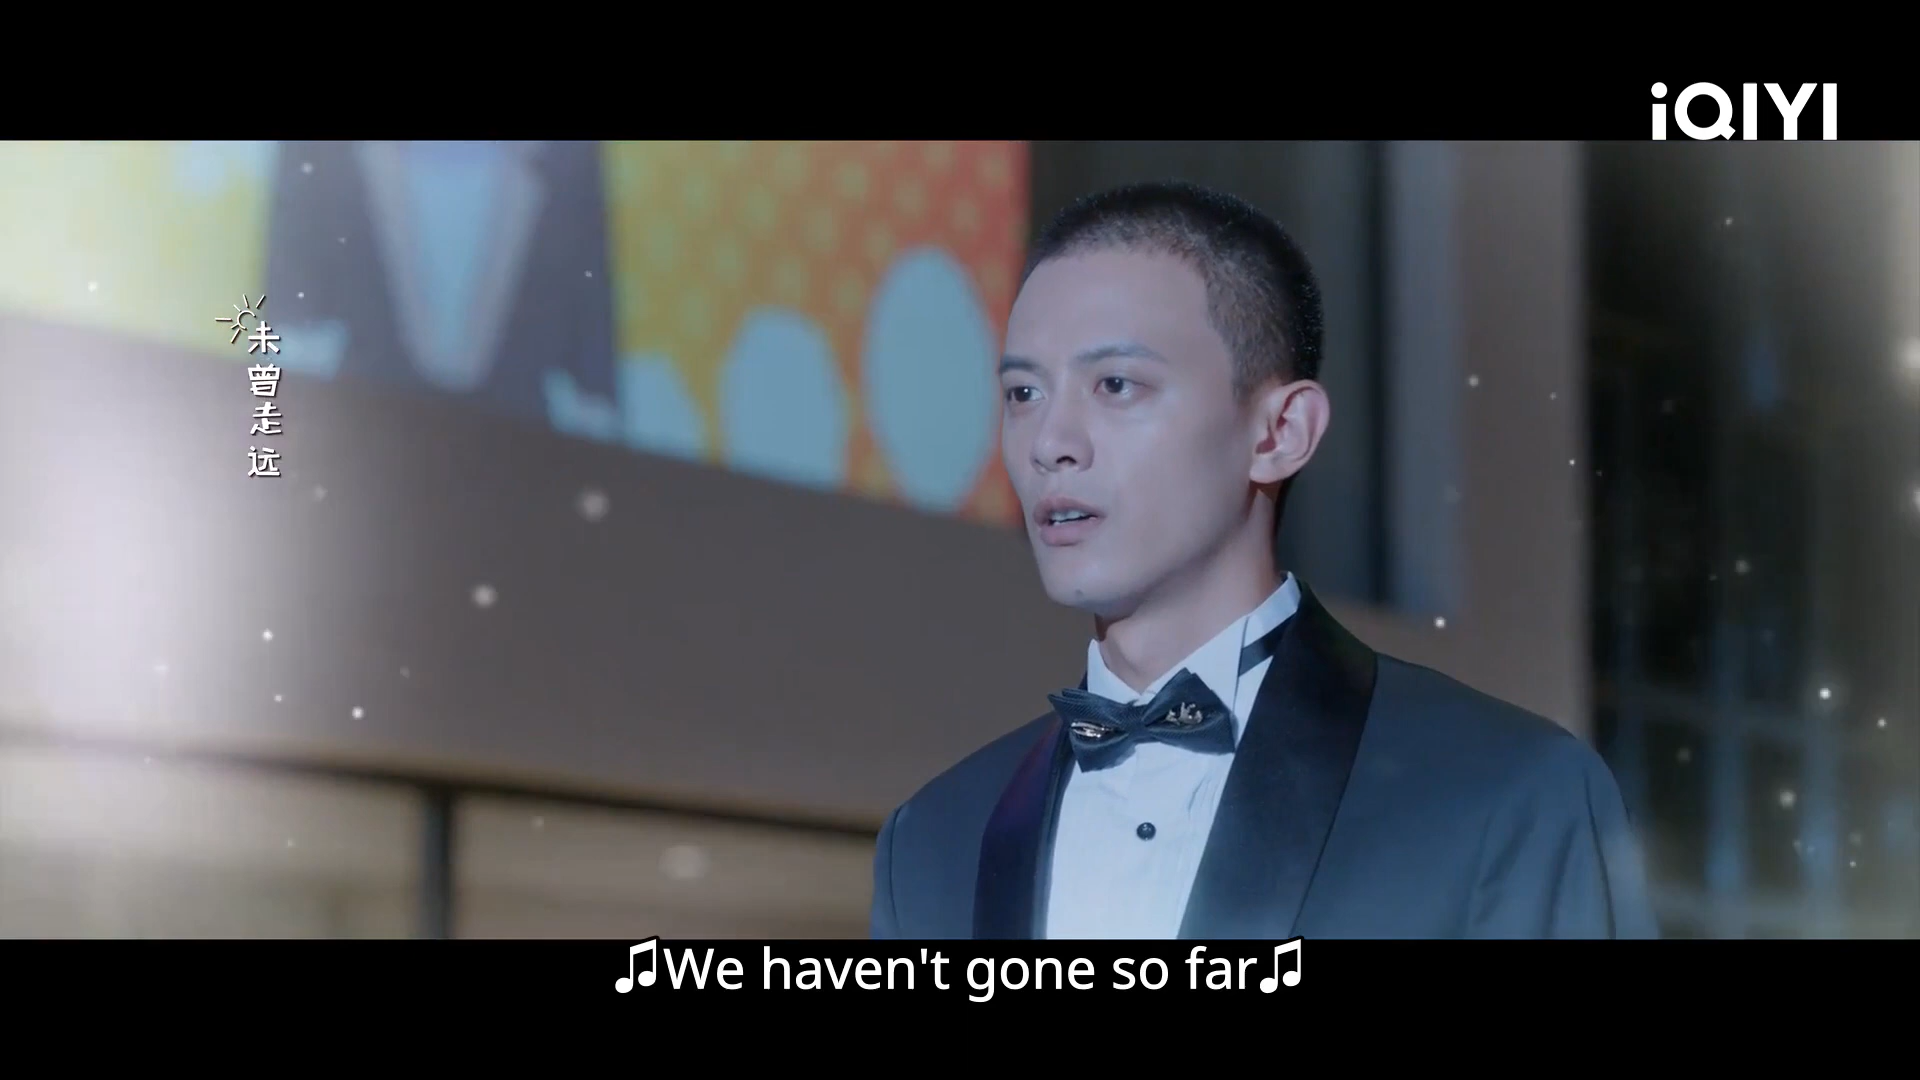 iQIYI
未曾走远
♫We haven't gone so far♫